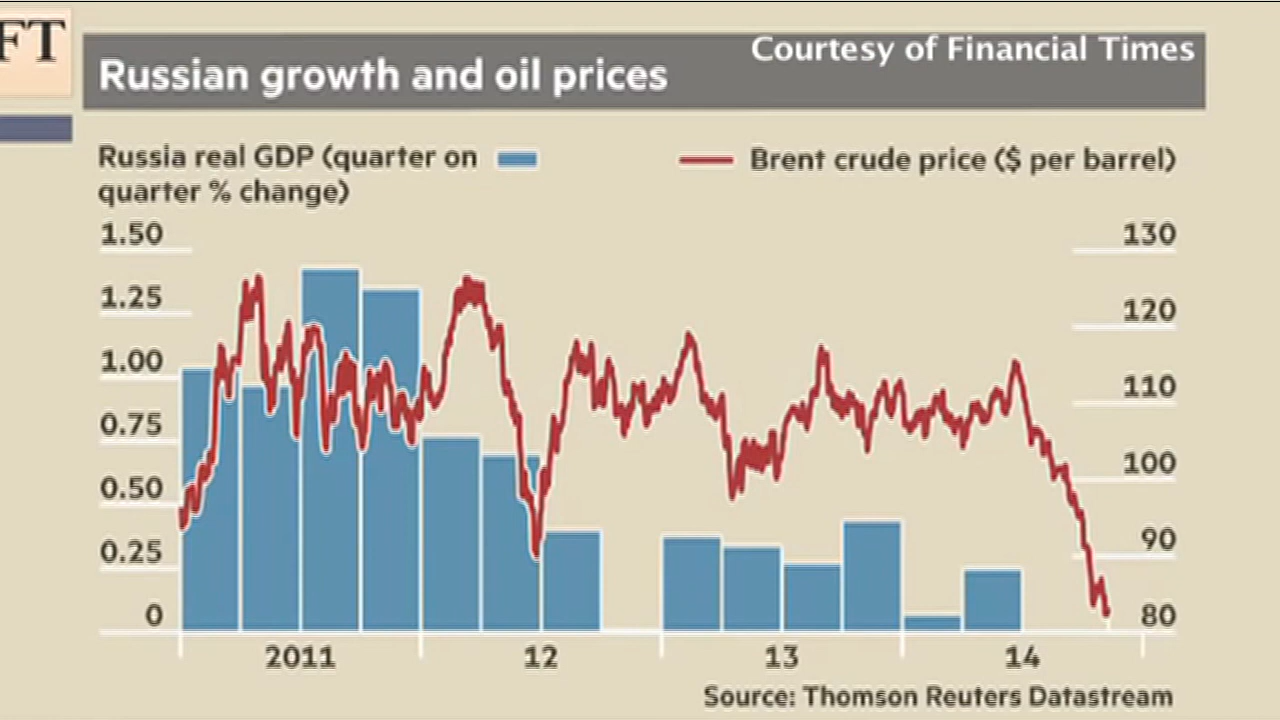 FT
Courtesy of Financial Times
Russian growth and oil prices
Russia real GDP (quarter on
quarter % change)
Brent crude price ($ per barrel)
1.50
1.25
1.00
0.75
0.50
0.25
0
130
120
110
100
90
80
2011
12
13
14
Source: Thomson Reuters Datastream